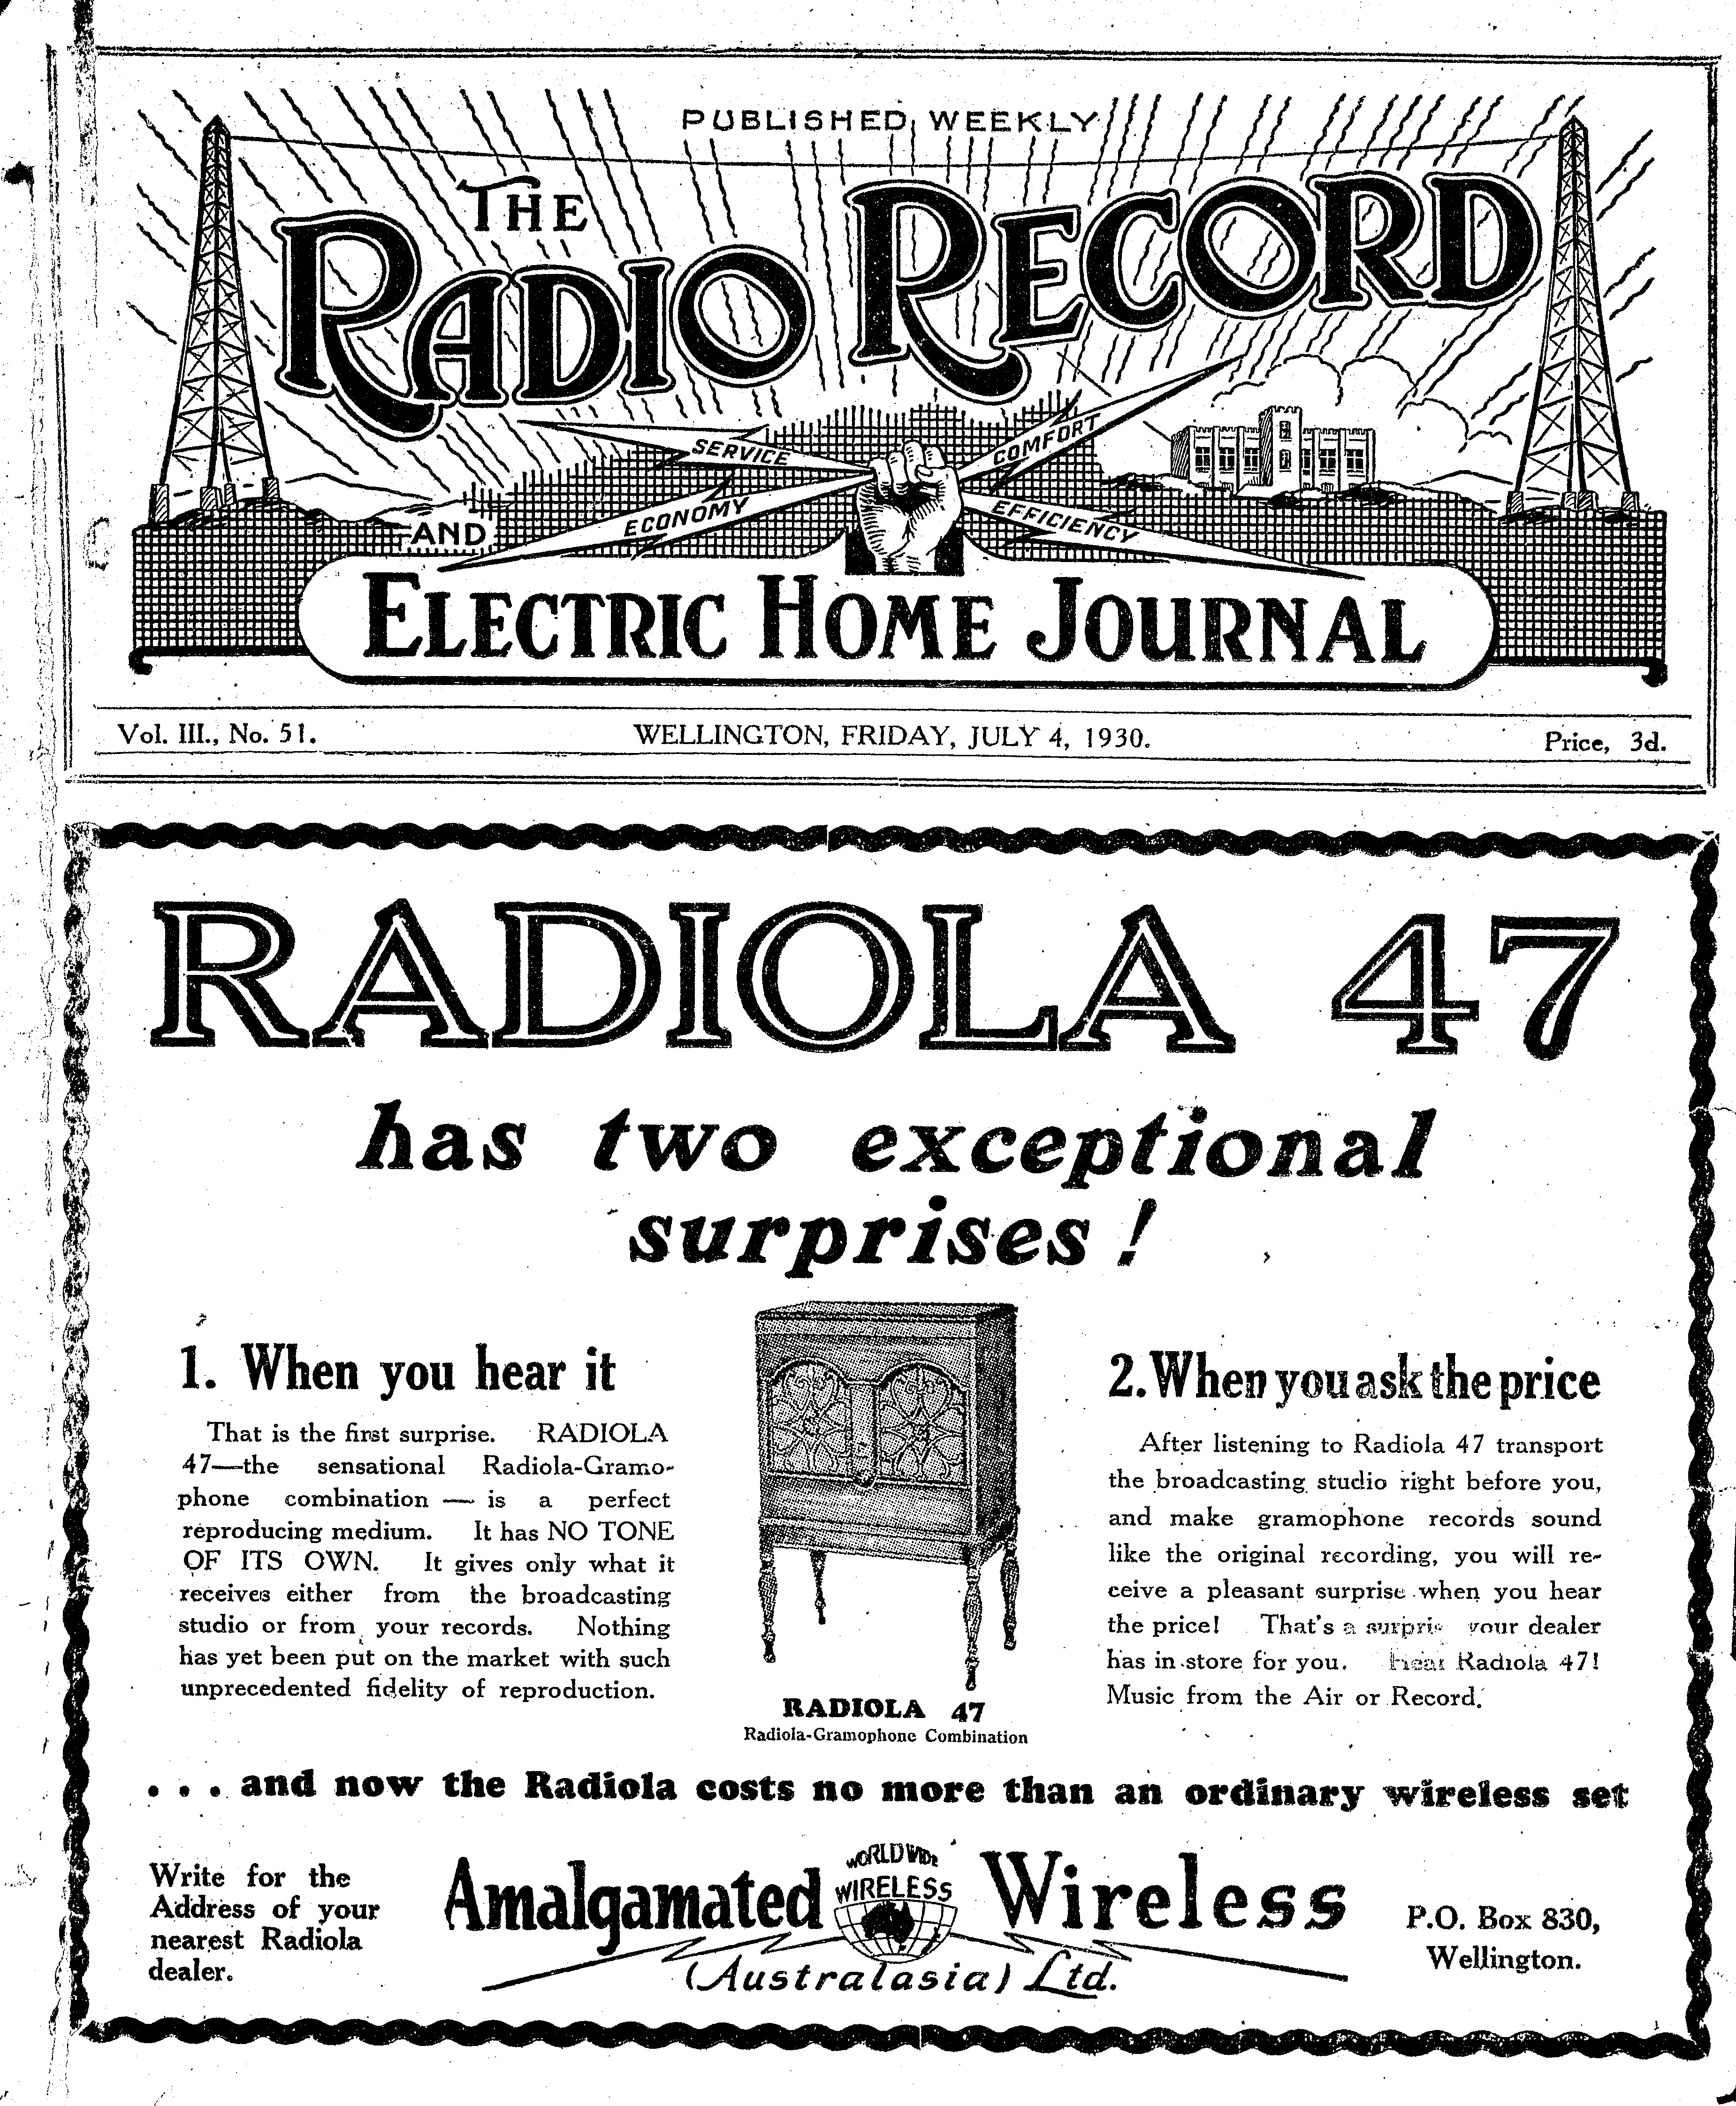 PUBLISHED WEEKLY
THE
RADIO RECORD
SERVICE
COMFORT
ECONOMY
EFFICIENCY
AND
ELECTRIC HOME JOURNAL
Vol. III., No. 51.
WELLINGTON, FRIDAY, JULY 4, 1930.
Price, 3d.
RADIOLA 47
has two exceptional
surprises!
1. When you hear it
That is the first surprise. RADIOLA
47—the sensational Radiola-Gramo-
phone combination — is a perfect
reproducing medium. It has NO TONE
OF ITS OWN. It gives only what it
receives either from the broadcasting
studio or from your records. Nothing
has yet been put on the market with such
unprecedented fidelity of reproduction.
RADIOLA 47
Radiola-Gramophone Combination
2. When you ask the price
After listening to Radiola 47 transport
the broadcasting studio right before you,
and make gramophone records sound
like the original recording, you will re-
ceive a pleasant surprise when you hear
the price! That's a surprise your dealer
has in store for you. Hear Radiola 47!
Music from the Air or Record.
. . . and now the Radiola costs no more than an ordinary wireless set
Write for the
Address of your
nearest Radiola
dealer.
Amalgamated Wireless
WORLD WIDE
WIRELESS
(Australasia) Ltd.
P.O. Box 830,
Wellington.